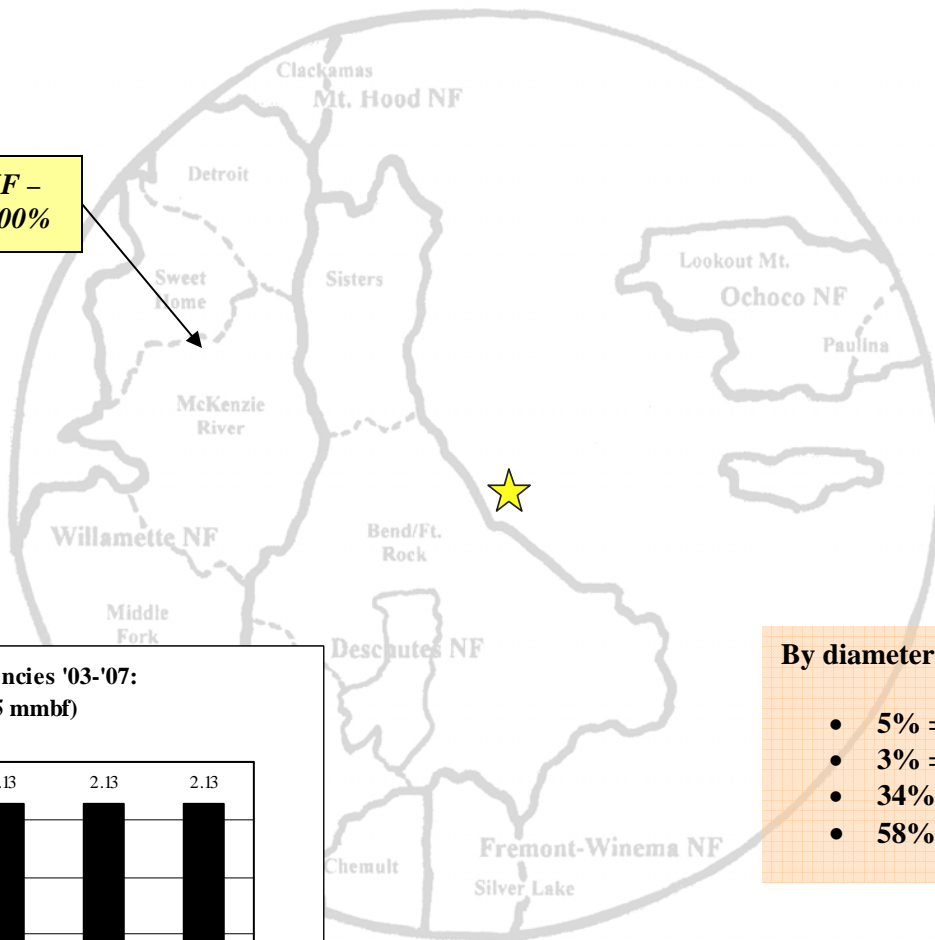 Clackamas
Mt. Hood NF
Detroit
F –
00%
Sweet
Home
Sisters
Lookout Mt.
Ochoco NF
Paulina
McKenzie
River
Willamette NF
Bend/Ft.
Rock
Middle
Fork
Deschutes NF
ncies '03-'07:
5 mmbf)
.13 2.13 2.13
By diameter
• 5% =
• 3% =
• 34%
• 58%
Chemult
Fremont-Winema NF
Silver Lake